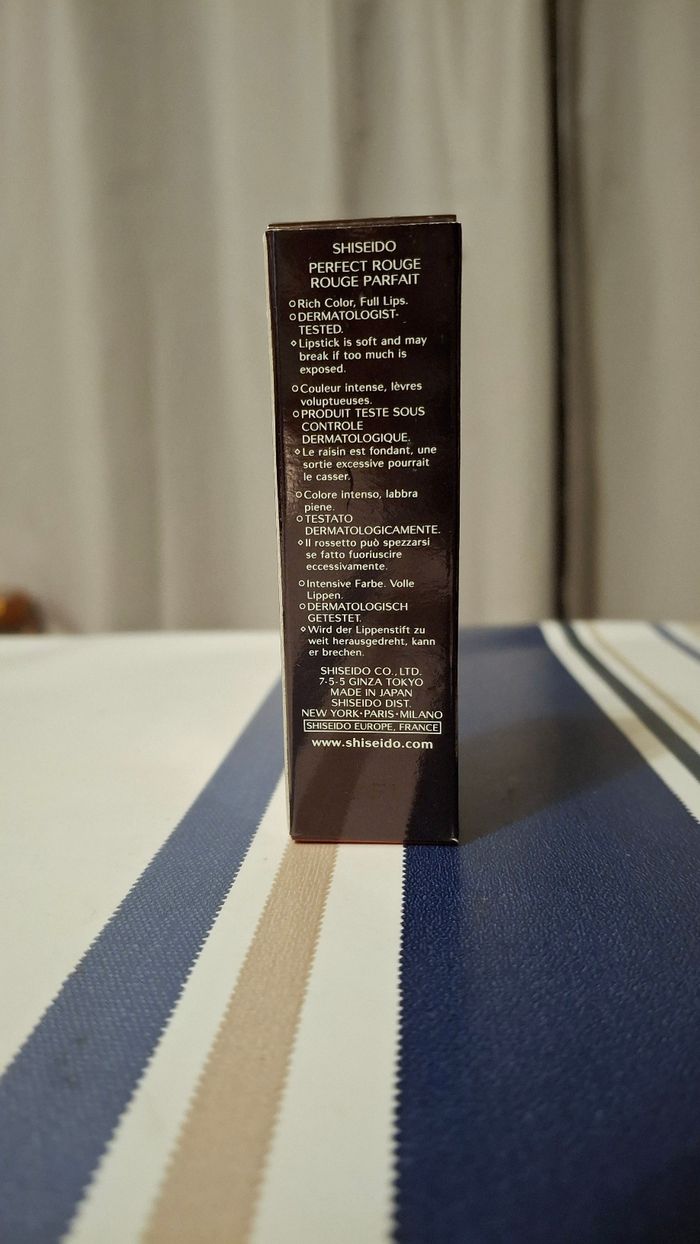 SHISEIDO
PERFECT ROUGE
ROUGE PARFAIT
Rich Color, Full Lips.
DERMATOLOGIST-
TESTED.
Lipstick is soft and may
break if too much is
exposed.
Couleur intense, lèvres
voluptueuses.
PRODUIT TESTE SOUS
CONTROLE
DERMATOLOGIQUE.
Le raisin est fondant, une
sortie excessive pourrait
le casser.
Colore intenso, labbra
piene.
TESTATO
DERMATOLOGICAMENTE.
Il rossetto può spezzarsi
se fatto fuoriuscire
eccessivamente.
Intensive Farbe. Volle
Lippen.
DERMATOLOGISCH
GETESTET.
Wird der Lippenstift zu
weit herausgedreht, kann
er brechen.
SHISEIDO CO., LTD.
7-5-5 GINZA TOKYO
MADE IN JAPAN
SHISEIDO DIST.
NEW YORK·PARIS·MILANO
SHISEIDO EUROPE, FRANCE
www.shiseido.com